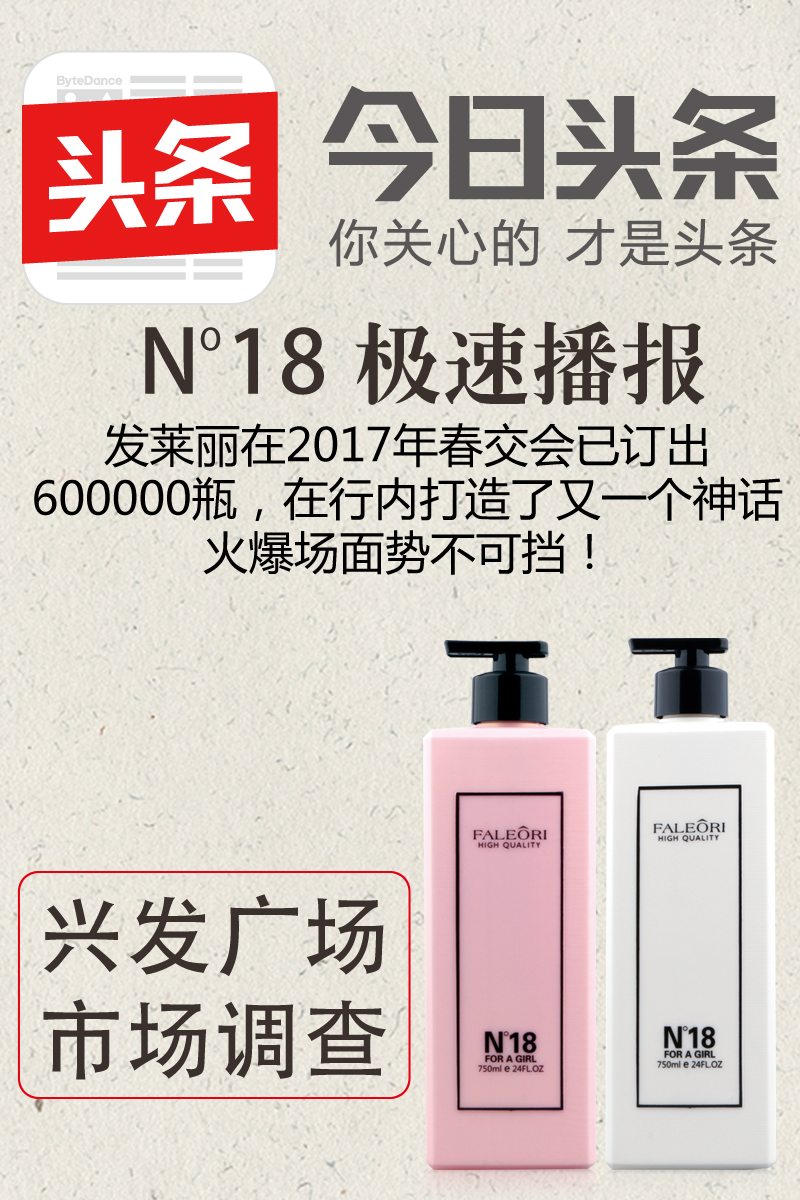 ByteDance
头条
今日头条
你关心的 才是头条
Nº18 极速播报
发莱丽在2017年春交会已订出
600000瓶，在行内打造了又一个神话
火爆场面势不可挡！
兴发广场
市场调查
FALEÔRI
HIGH QUALITY
N°18
FOR A GIRL
750ml e 24FL.OZ
FALEÔRI
HIGH QUALITY
N°18
FOR A GIRL
750ml e 24FL.OZ